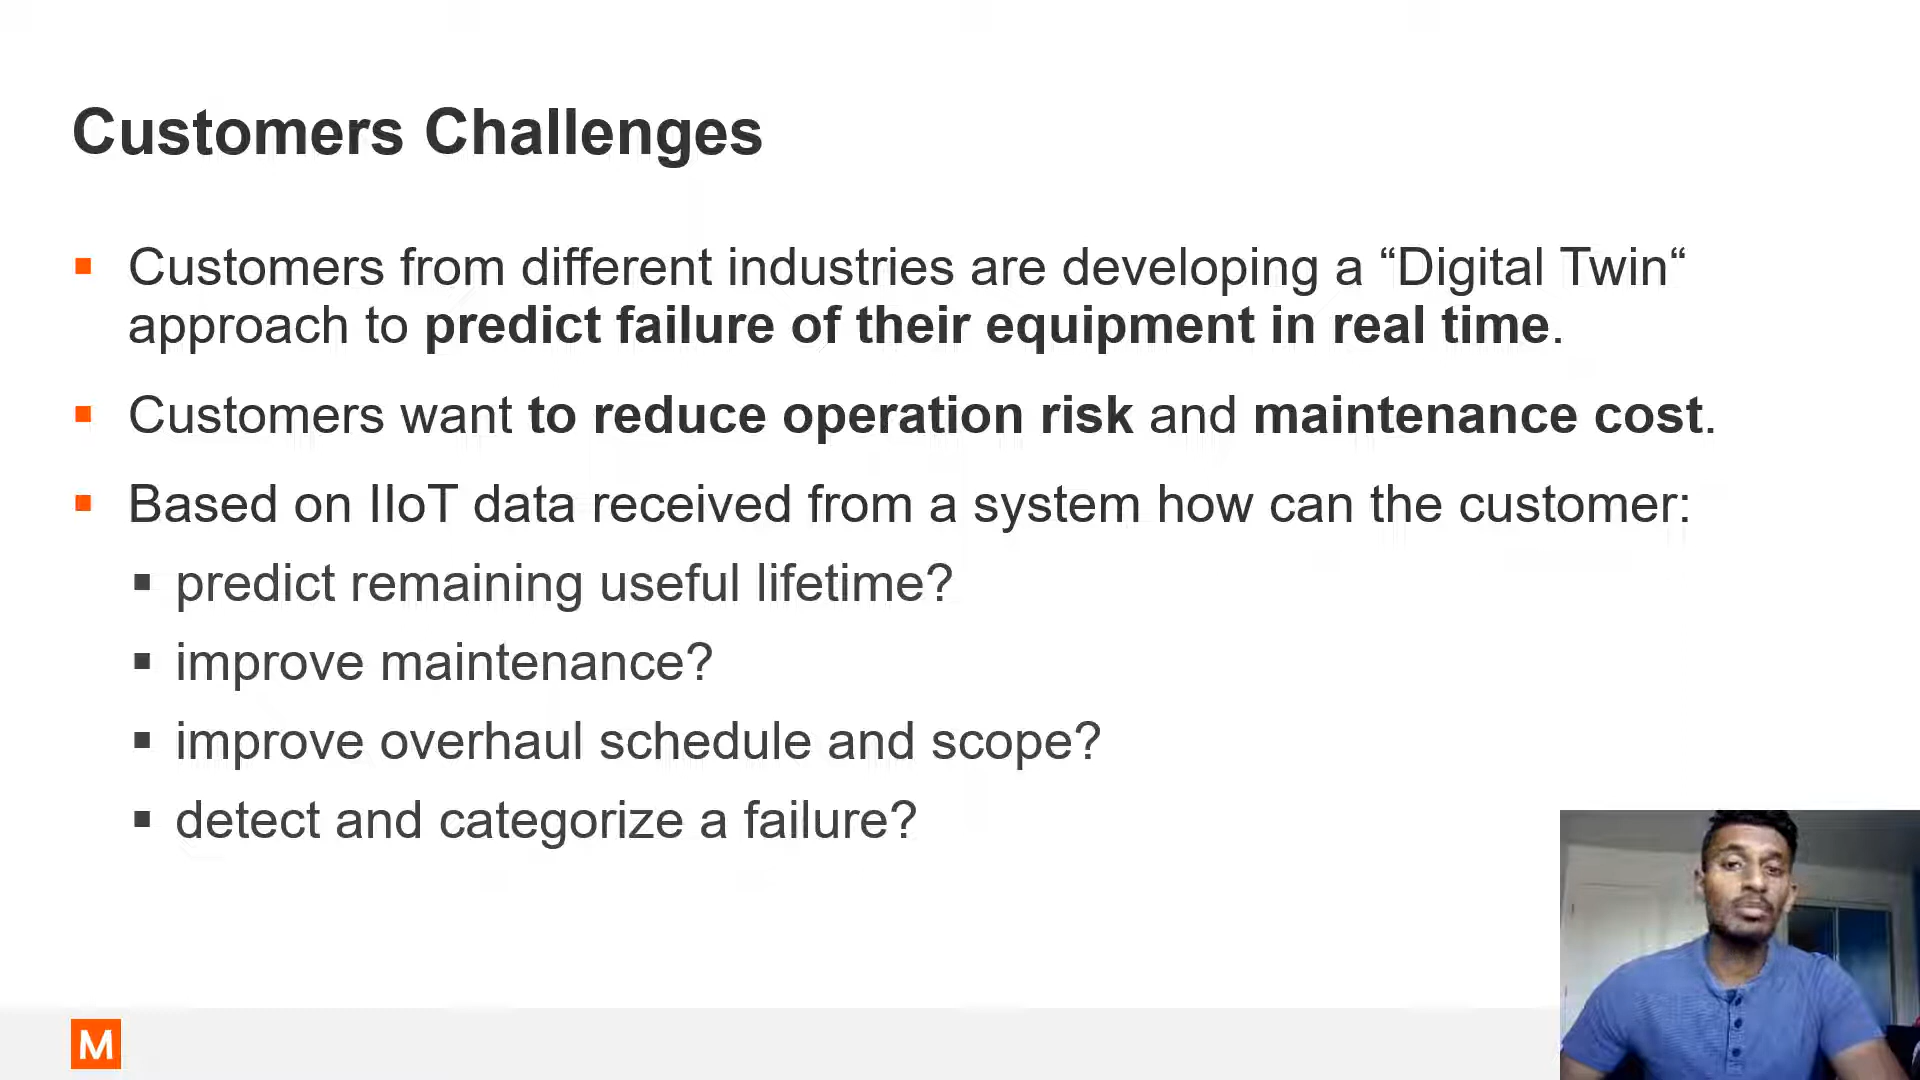 Customers Challenges
▪ Customers from different industries are developing a “Digital Twin“
approach to predict failure of their equipment in real time.
▪ Customers want to reduce operation risk and maintenance cost.
▪ Based on IIoT data received from a system how can the customer:
▪ predict remaining useful lifetime?
▪ improve maintenance?
▪ improve overhaul schedule and scope?
▪ detect and categorize a failure?
M